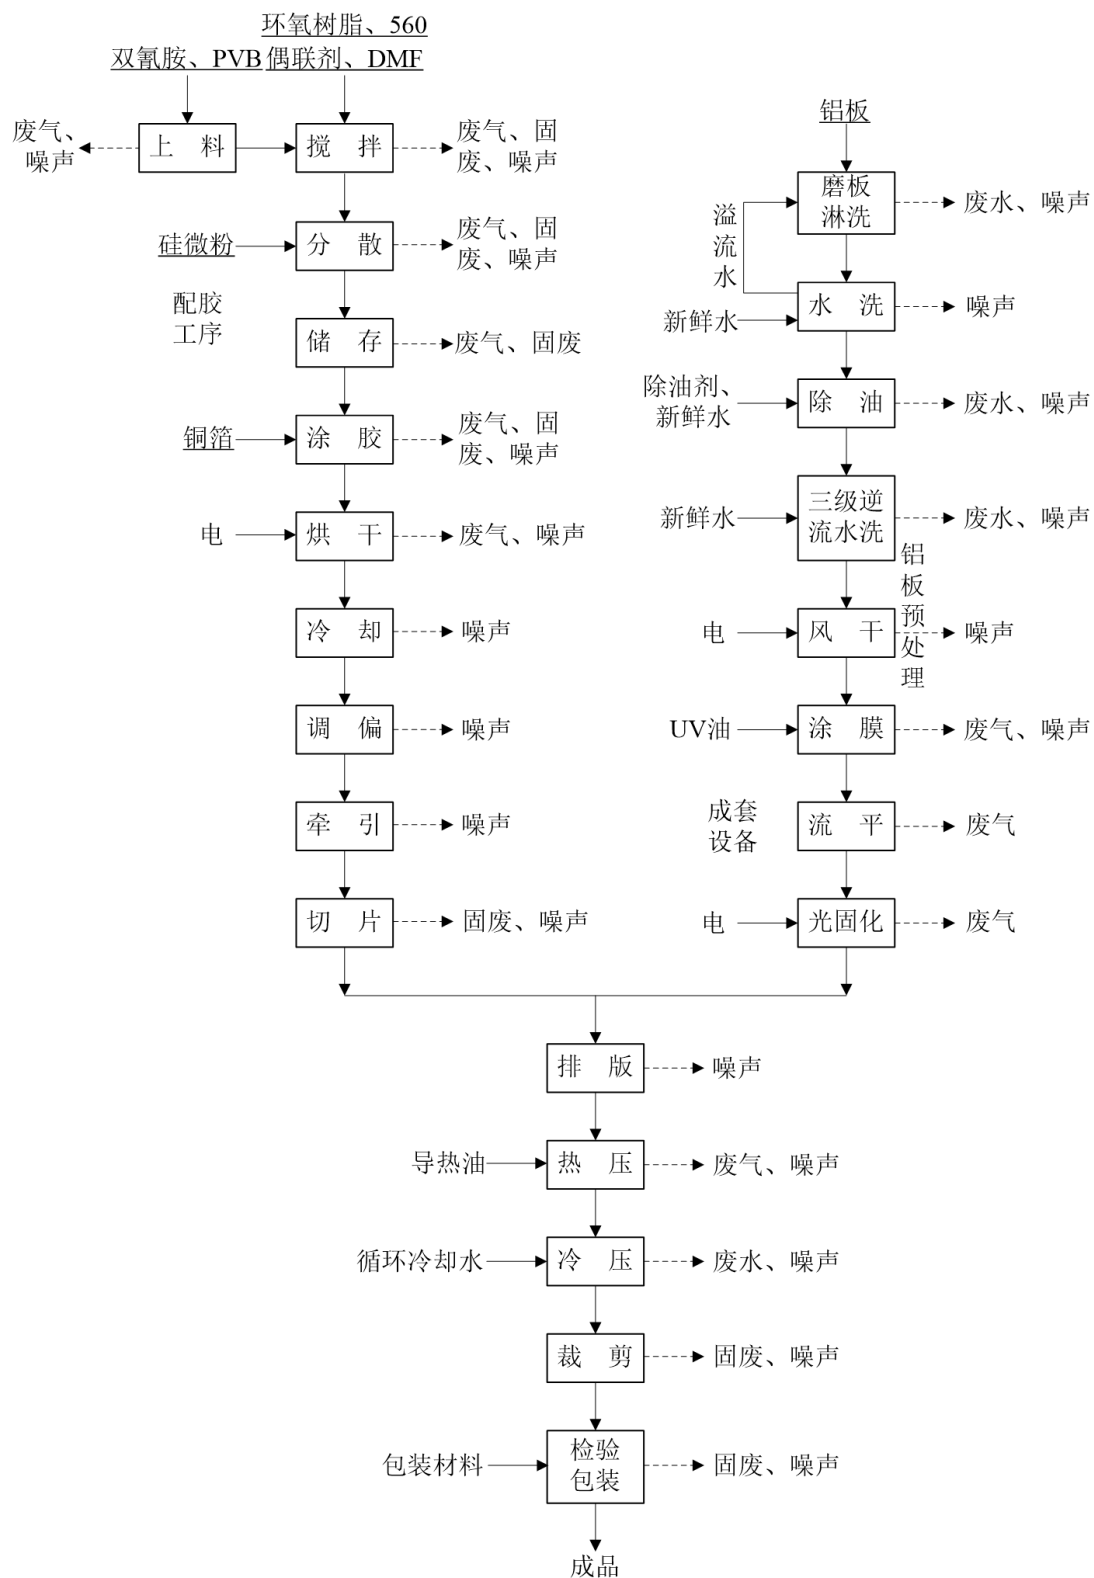 环氧树脂、560
双氰胺、PVB 偶联剂、DMF
废气、
噪声
上 料
搅 拌
废气、固
废、噪声
硅微粉
分 散
废气、固
废、噪声
配胶
工序
储 存
废气、固废
铜箔
涂 胶
废气、固
废、噪声
电
烘 干
废气、噪声
冷 却
噪声
调 偏
噪声
牵 引
噪声
切 片
固废、噪声
铝板
磨板
淋洗
废水、噪声
溢
流
水
水 洗
噪声
新鲜水
除油剂、
新鲜水
除 油
废水、噪声
新鲜水
三级逆
流水洗
废水、噪声
铝
板
预
处
理
电
风 干
噪声
UV油
涂 膜
废气、噪声
成套
设备
流 平
废气
电
光固化
废气
排 版
噪声
导热油
热 压
废气、噪声
循环冷却水
冷 压
废水、噪声
裁 剪
固废、噪声
包装材料
检验
包装
固废、噪声
成品